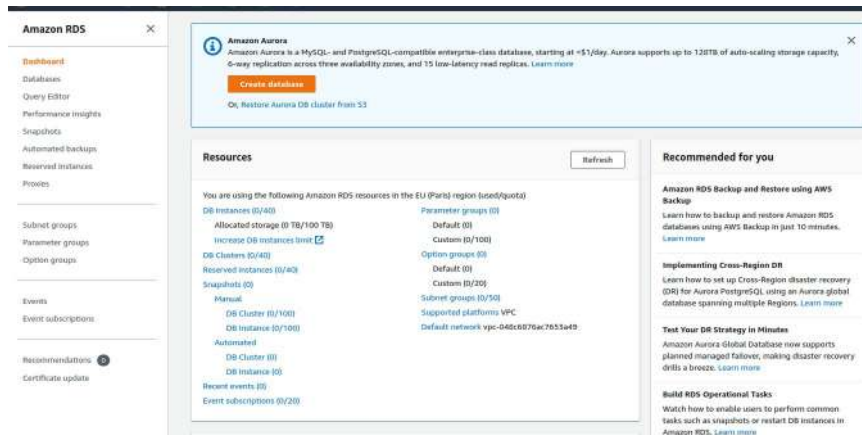 Amazon RDS
Dashboard
Databases
Query Editor
Performance insights
Snapshots
Automated backups
Reserved instances
Proxies
Subnet groups
Parameter groups
Option groups
Events
Event subscriptions
Recommendations 0
Certificate update
Amazon Aurora
Amazon Aurora is a MySQL- and PostgreSQL-compatible enterprise-class database, starting at <$1/day. Aurora supports up to 128TB of auto-scaling storage capacity,
6-way replication across three availability zones, and 15 low-latency read replicas. Learn more
Create database
Or, Restore Aurora DB cluster from S3
Resources
Refresh
You are using the following Amazon RDS resources in the EU (Paris) region (used/quota)
DB Instances (0/40)
Allocated storage (0 TB/100 TB)
Increase DB instances limit
DB Clusters (0/40)
Reserved instances (0/40)
Snapshots (0)
Manual
DB Cluster (0/100)
DB Instance (0/100)
Automated
DB Cluster (0)
DB Instance (0)
Recent events (0)
Event subscriptions (0/20)
Parameter groups (0)
Default (0)
Custom (0/100)
Option groups (0)
Default (0)
Custom (0/20)
Subnet groups (0/50)
Supported platforms VPC
Default network vpc-048c6076ac7653a49
Recommended for you
Amazon RDS Backup and Restore using AWS
Backup
Learn how to backup and restore Amazon RDS
databases using AWS Backup in just 10 minutes.
Learn more
Implementing Cross-Region DR
Learn how to set up Cross-Region disaster recovery
(DR) for Aurora PostgreSQL using an Aurora global
database spanning multiple Regions. Learn more
Test Your DR Strategy in Minutes
Amazon Aurora Global Database now supports
planned managed failover, making disaster recovery
drills a breeze. Learn more
Build RDS Operational Tasks
Watch how to enable users to perform common
tasks such as snapshots or restart DB instances in
Amazon RDS. Learn more